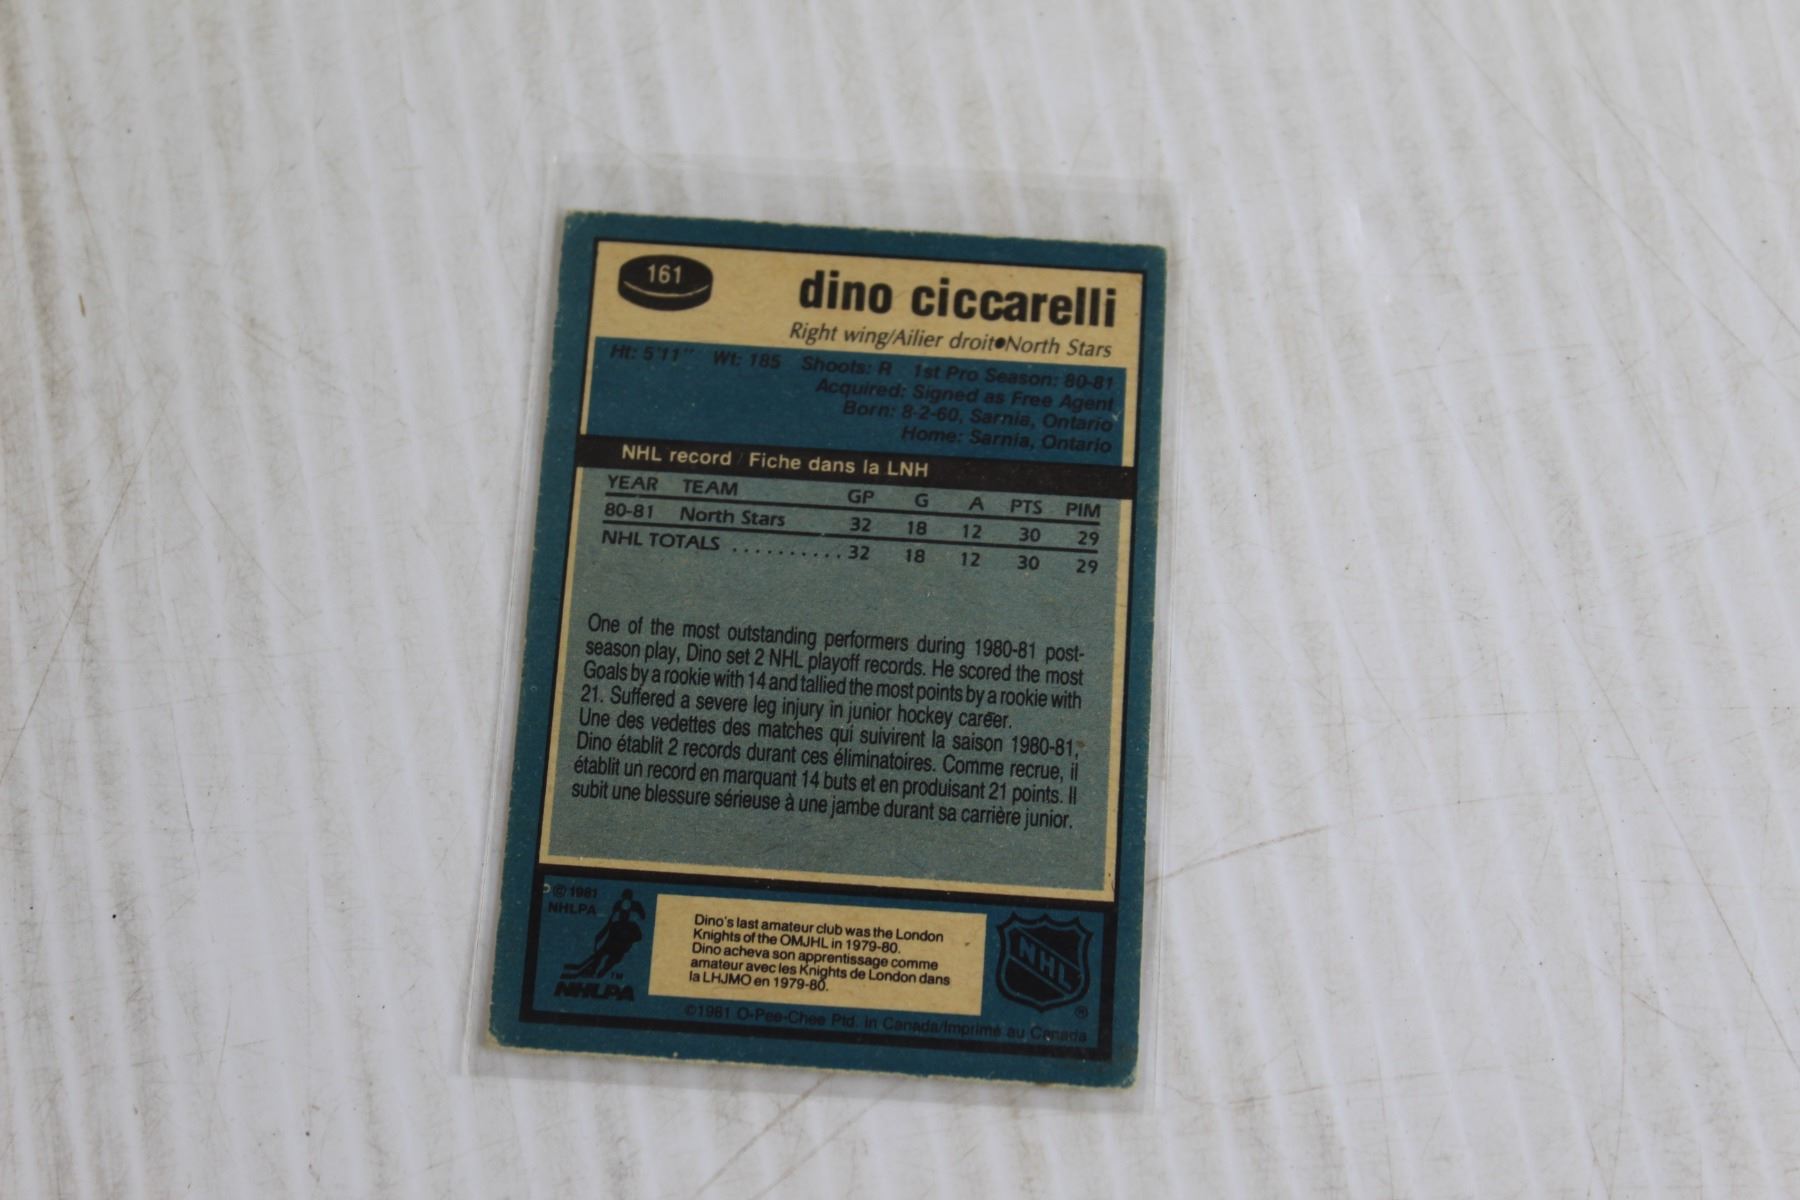 161
dino ciccarelli
Right wing/Ailier droit•North Stars
Ht: 5'11" Wt: 185 Shoots: R 1st Pro Season: 80-81
Acquired: Signed as Free Agent
Born: 8-2-60, Sarnia, Ontario
Home: Sarnia, Ontario
NHL record / Fiche dans la LNH
YEAR TEAM GP G A PTS PIM
80-81 North Stars 32 18 12 30 29
NHL TOTALS .......... 32 18 12 30 29
One of the most outstanding performers during 1980-81 post-
season play, Dino set 2 NHL playoff records. He scored the most
Goals by a rookie with 14 and tallied the most points by a rookie with
21. Suffered a severe leg injury in junior hockey career.
Une des vedettes des matches qui suivirent la saison 1980-81,
Dino établit 2 records durant ces éliminatoires. Comme recrue, il
établit un record en marquant 14 buts et en produisant 21 points. Il
subit une blessure sérieuse à une jambe durant sa carrière junior.
© 1981
NHLPA
TM
NHLPA
Dino's last amateur club was the London
Knights of the OMJHL in 1979-80.
Dino acheva son apprentissage comme
amateur avec les Knights de London dans
la LHJMO en 1979-80.
NHL
®
©1981 O-Pee-Chee Ptd. in Canada/Imprimé au Canada